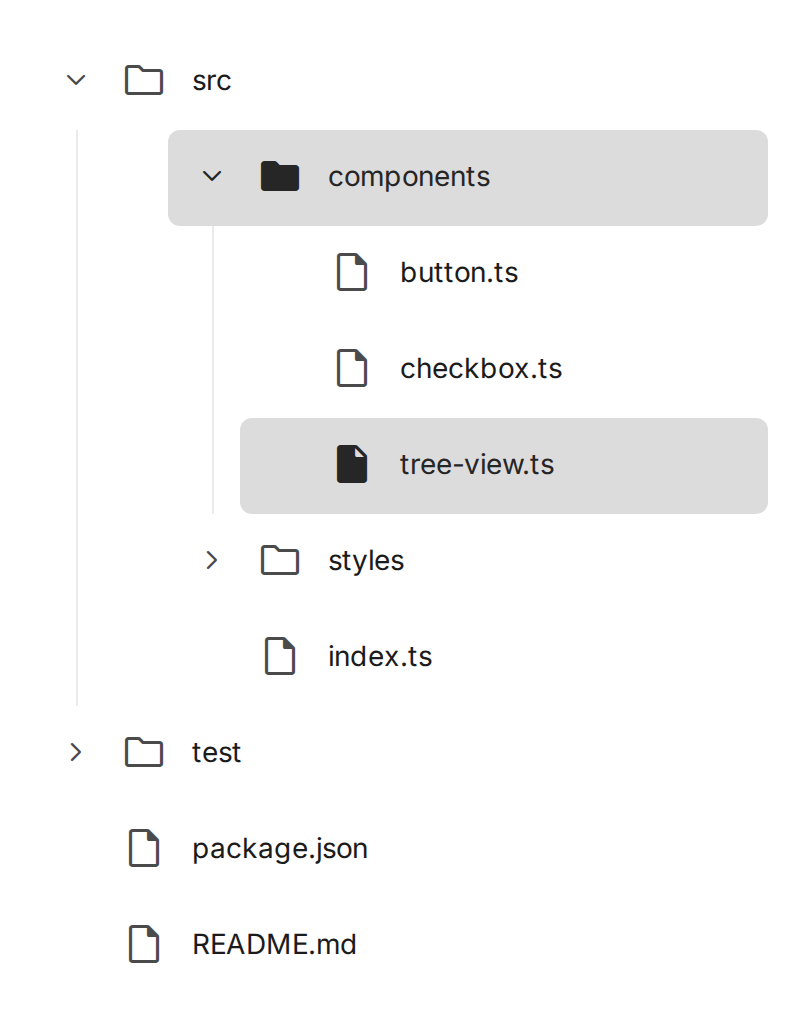 src
components
button.ts
checkbox.ts
tree-view.ts
styles
index.ts
test
package.json
README.md